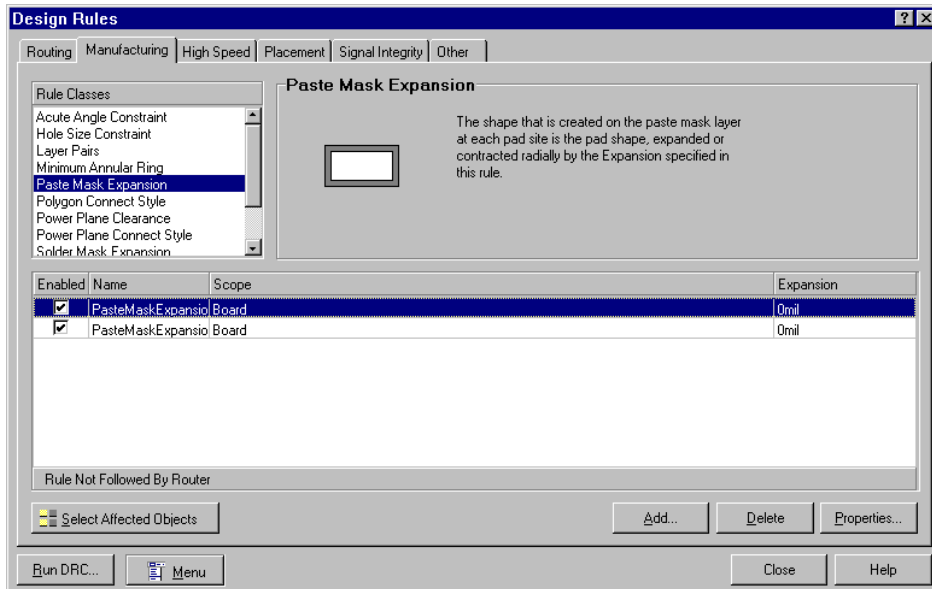 Design Rules
Routing Manufacturing High Speed Placement Signal Integrity Other
Rule Classes
Acute Angle Constraint
Hole Size Constraint
Layer Pairs
Minimum Annular Ring
Paste Mask Expansion
Polygon Connect Style
Power Plane Clearance
Power Plane Connect Style
Solder Mask Expansion
Paste Mask Expansion
The shape that is created on the paste mask layer
at each pad site is the pad shape, expanded or
contracted radially by the Expansion specified in
this rule.
Enabled Name Scope Expansion
PasteMaskExpansio Board 0mil
PasteMaskExpansio Board 0mil
Rule Not Followed By Router
Select Affected Objects Add... Delete Properties...
Run DRC... Menu Close Help